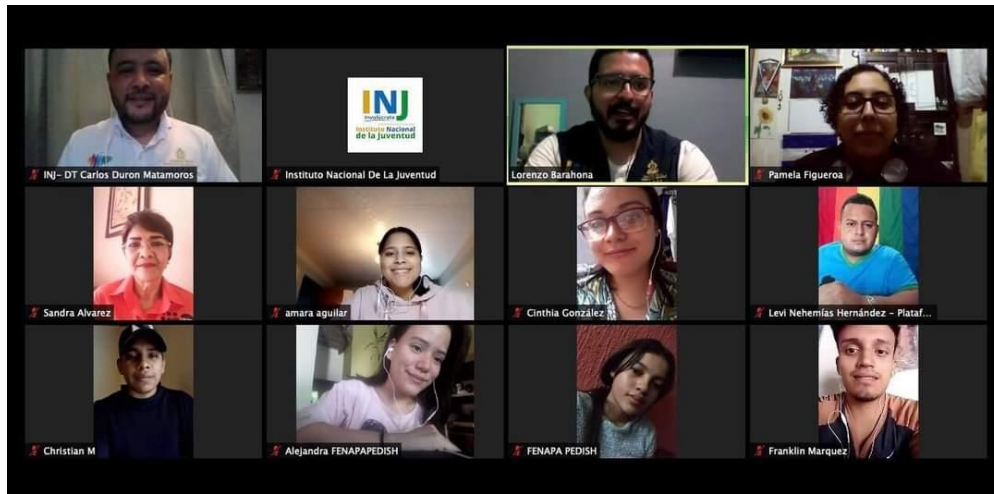 INJ
Instituto Nacional
de la Juventud
INJ- DT Carlos Duron Matamoros
Instituto Nacional De La Juventud
Lorenzo Barahona
Pamela Figueroa
Sandra Alvarez
amara aguilar
Cinthia González
Levi Nehemías Hernández - Plataf...
Christian M
Alejandra FENAPAPEDISH
FENAPA PEDISH
Franklin Marquez